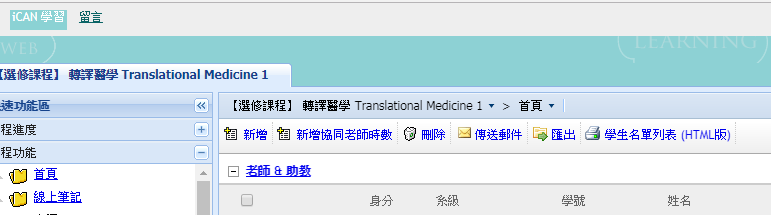 iCAN 學習 留言
WEB LEARNING
【選修課程】 轉譯醫學 Translational Medicine 1
速功能區 【選修課程】 轉譯醫學 Translational Medicine 1 > 首頁
程進度 新增 新增協同老師時數 刪除 傳送郵件 匯出 學生名單列表 (HTML版)
程功能
首頁 老師 & 助教
線上筆記 身分 系級 學號 姓名